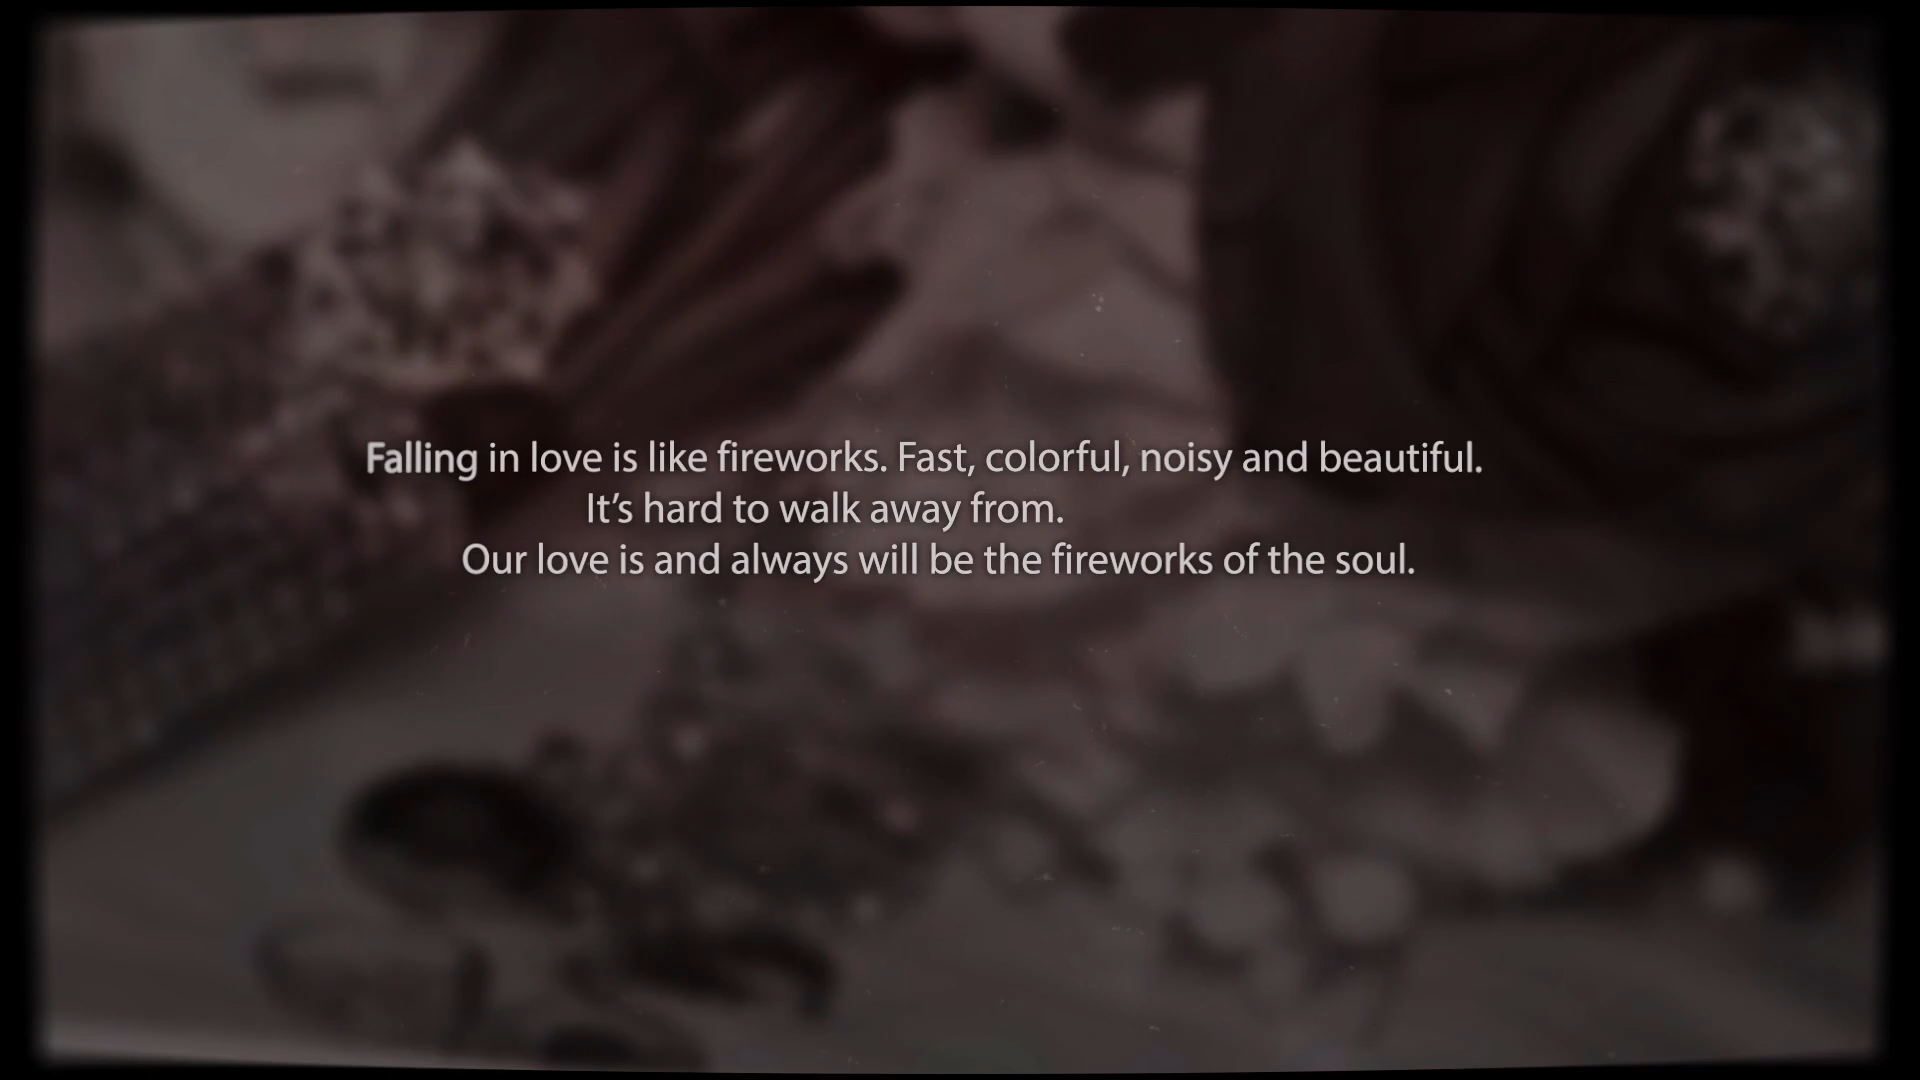 Falling in love is like fireworks. Fast, colorful, noisy and beautiful.
It’s hard to walk away from.
Our love is and always will be the fireworks of the soul.